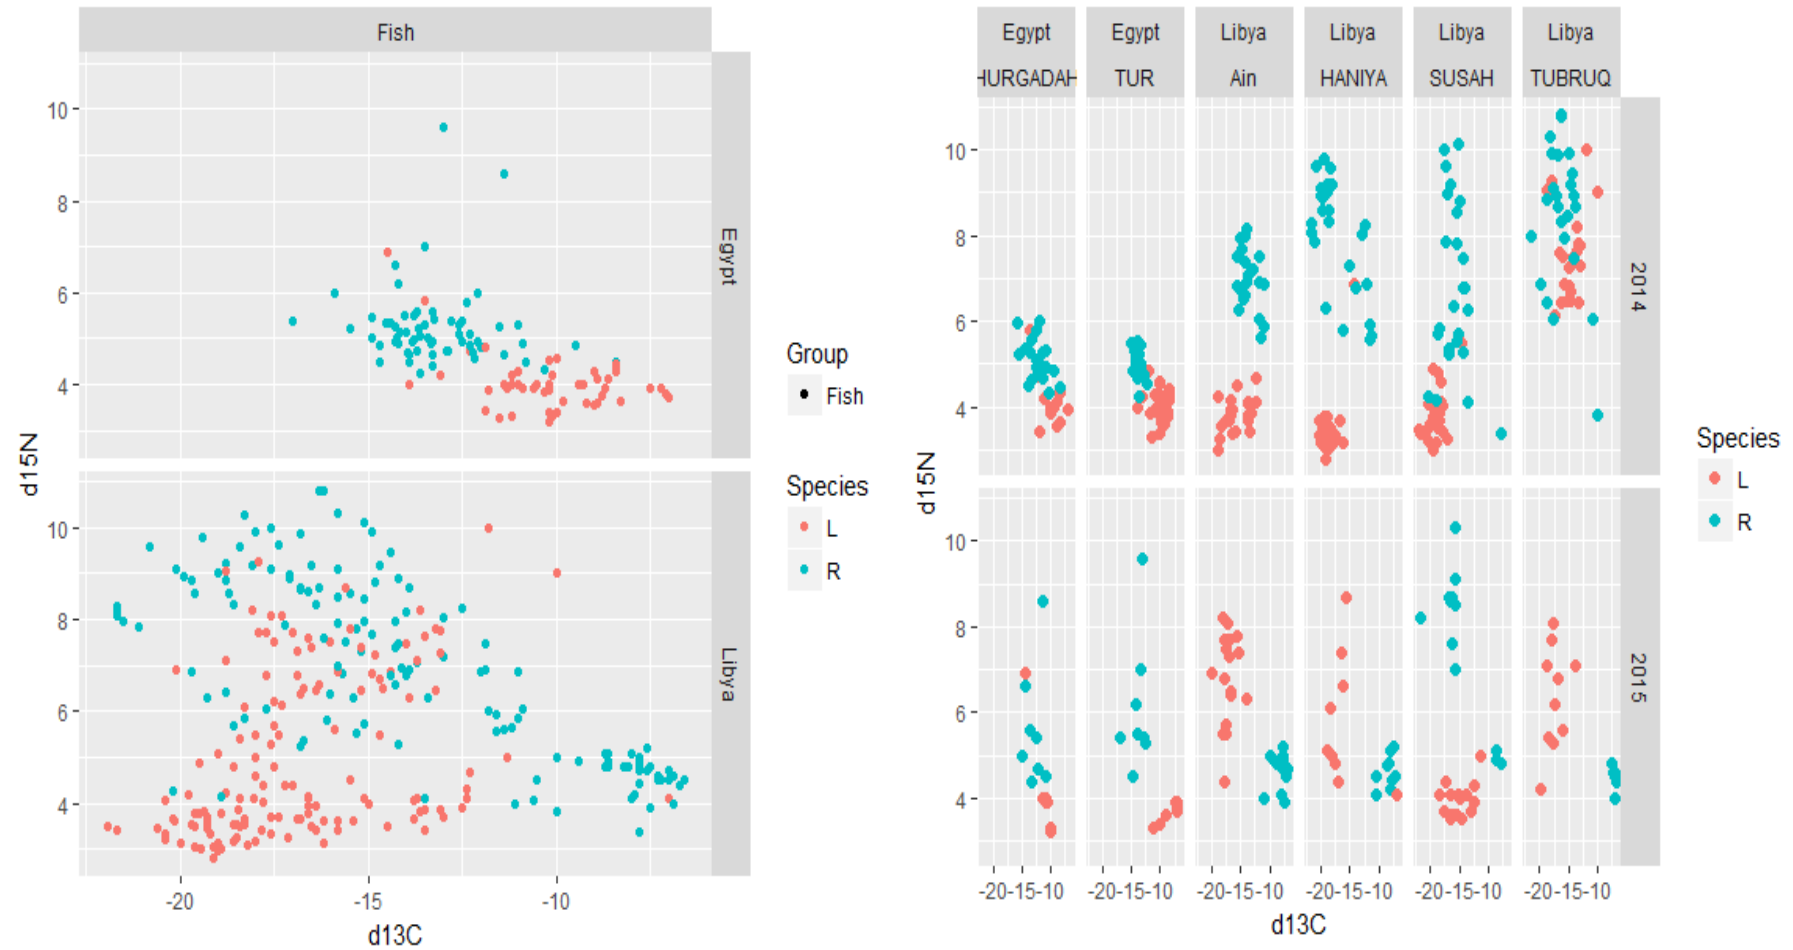 Fish
10
8
6
4
Egypt
10
8
6
4
Libya
d15N
-20
-15
-10
d13C
Group
Fish
Species
L
R
Egypt
Egypt
Libya
Libya
Libya
Libya
HURGADAH
TUR
Ain
HANIYA
SUSAH
TUBRUQ
10
8
6
4
2014
10
8
6
4
2015
d15N
-20-15-10
-20-15-10
-20-15-10
-20-15-10
-20-15-10
-20-15-10
d13C
Species
L
R